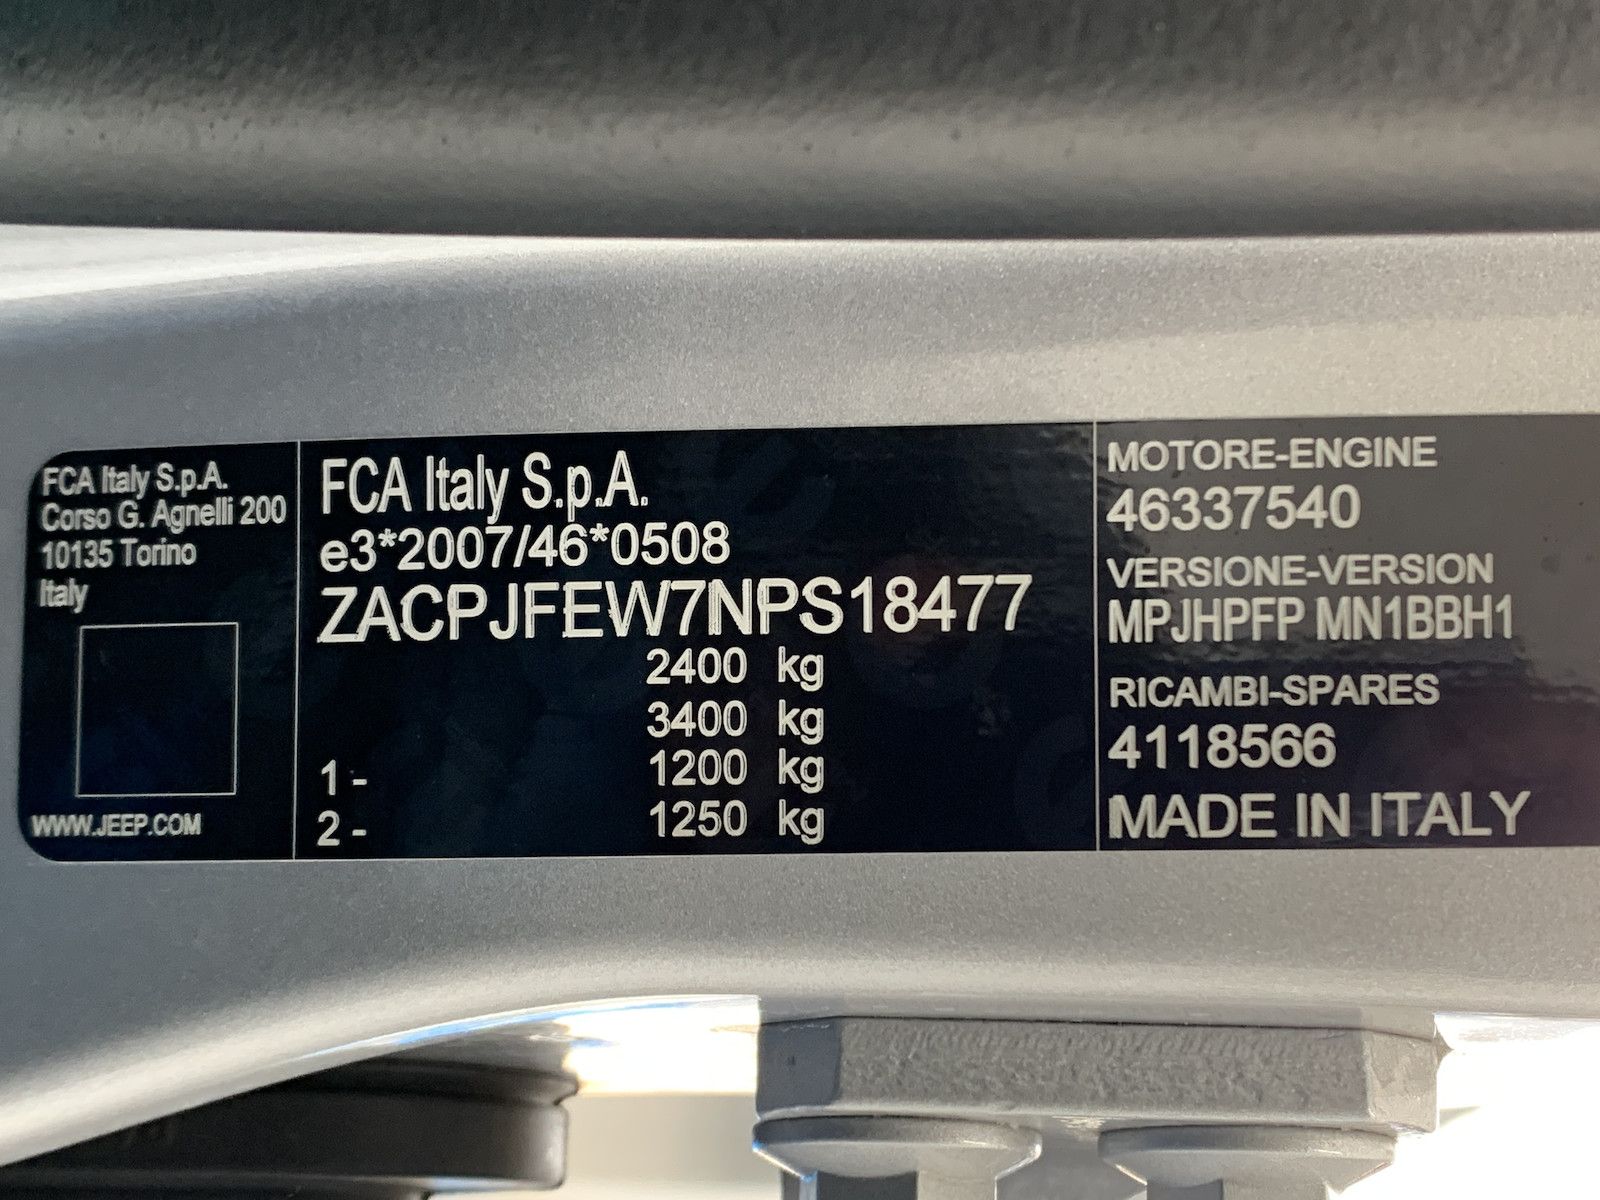 FCA Italy S.p.A.
Corso G. Agnelli 200
10135 Torino
Italy
WWW.JEEP.COM
FCA Italy S.p.A.
e3*2007/46*0508
ZACPJFEW7NPS18477
2400 kg
3400 kg
1 - 1200 kg
2 - 1250 kg
MOTORE-ENGINE
46337540
VERSIONE-VERSION
MPJHPFP MN1BBH1
RICAMBI-SPARES
4118566
MADE IN ITALY